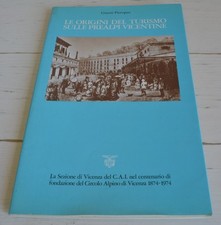 LE ORIGINI DEL TURISMO
SULLE PREALPI VICENTINE
La Sezione di Vicenza del C.A.I. nel centenario di
fondazione del Circolo Alpino di Vicenza 1874-1974